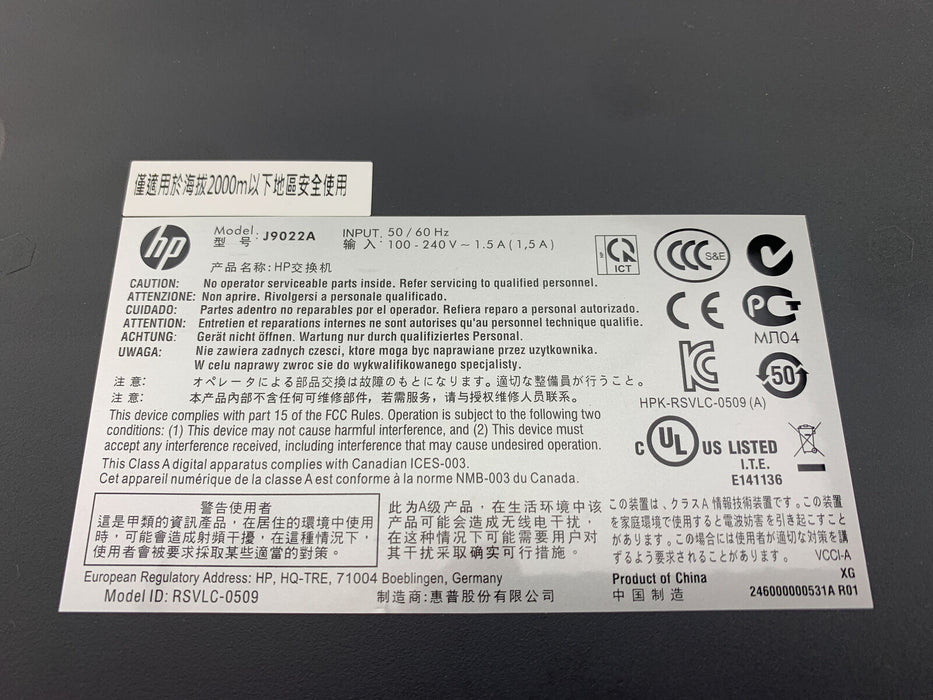 僅適用於海拔2000m以下地區安全使用
hp
Model
型 号 : J9022A
INPUT. 50 / 60 Hz
输 入 : 100 - 240 V ~ 1.5 A ( 1,5 A )
产品名称: HP交换机
ICT
S&E
CAUTION: No operator serviceable parts inside. Refer servicing to qualified personnel.
ATTENZIONE: Non aprire. Rivolgersi a personale qualificado.
CUIDADO: Partes adentro no reparables por el operador. Refiera reparo a personal autorizado.
ATTENTION: Entretien et reparations internes ne sont autorises qu'au personnel technique qualifie.
ACHTUNG: Gerät nicht öffnen. Wartung nur durch qualifiziertes Personal.
UWAGA: Nie zawiera zadnych czesci, ktore moga byc naprawiane przez uzytkownika.
W celu naprawy zwroc sie do wykwalifikowanego specjalisty.
注 意: オペレータによる部品交換は故障のもとになります。適切な整備員が行うこと。
注 意: 本产品内部不含任何可维修部件，若需服务，请与授权维修人员联系。
CE
PC
МЛ04
50
HPK-RSVLC-0509 (A)
This device complies with part 15 of the FCC Rules. Operation is subject to the following two
conditions: (1) This device may not cause harmful interference, and (2) This device must
accept any interference received, including interference that may cause undesired operation.
This Class A digital apparatus complies with Canadian ICES-003.
Cet appareil numérique de la classe A est conforme à la norme NMB-003 du Canada.
C UL US LISTED
I.T.E.
E141136
警告使用者
這是甲類的資訊產品，在居住的環境中使用
時，可能會造成射頻干擾，在這種情況下，
使用者會被要求採取某些適當的對策。
此为A级产品，在生活环境中该
产品可能会造成无线电干扰，
在这种情况下可能需要用户对
其干扰采取确实可行措施。
この装置は、クラスA 情報技術装置です。この装置
を家庭環境で使用すると電波妨害を引き起こすこと
があります。この場合には使用者が適切な対策を講
ずるよう要求されることがあります。 VCCI-A
European Regulatory Address: HP, HQ-TRE, 71004 Boeblingen, Germany
Model ID: RSVLC-0509
制造商: 惠普股份有限公司
Product of China
中 国 制 造
XG
246000000531A R01